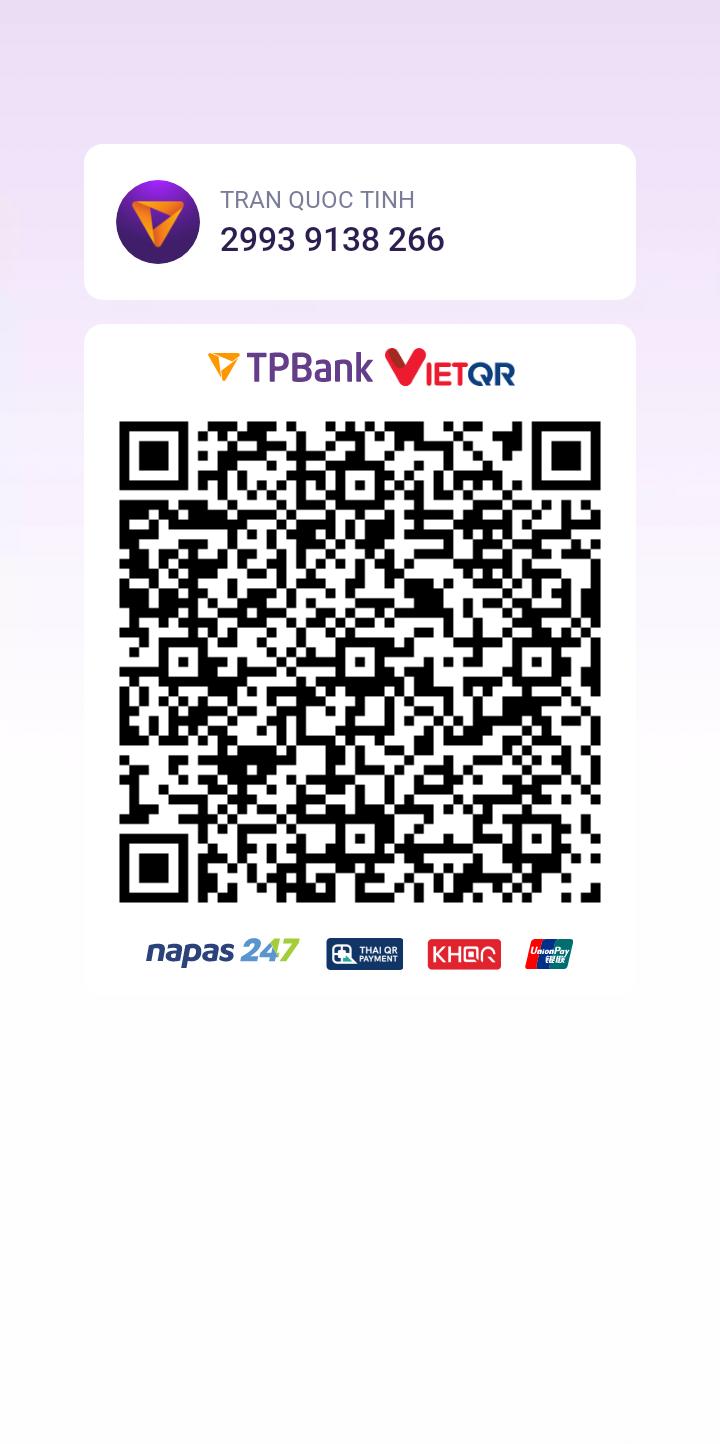 TRAN QUOC TINH
2993 9138 266
TPBank VIETQR
napas 247 THAI QR PAYMENT KHQR UnionPay 银联